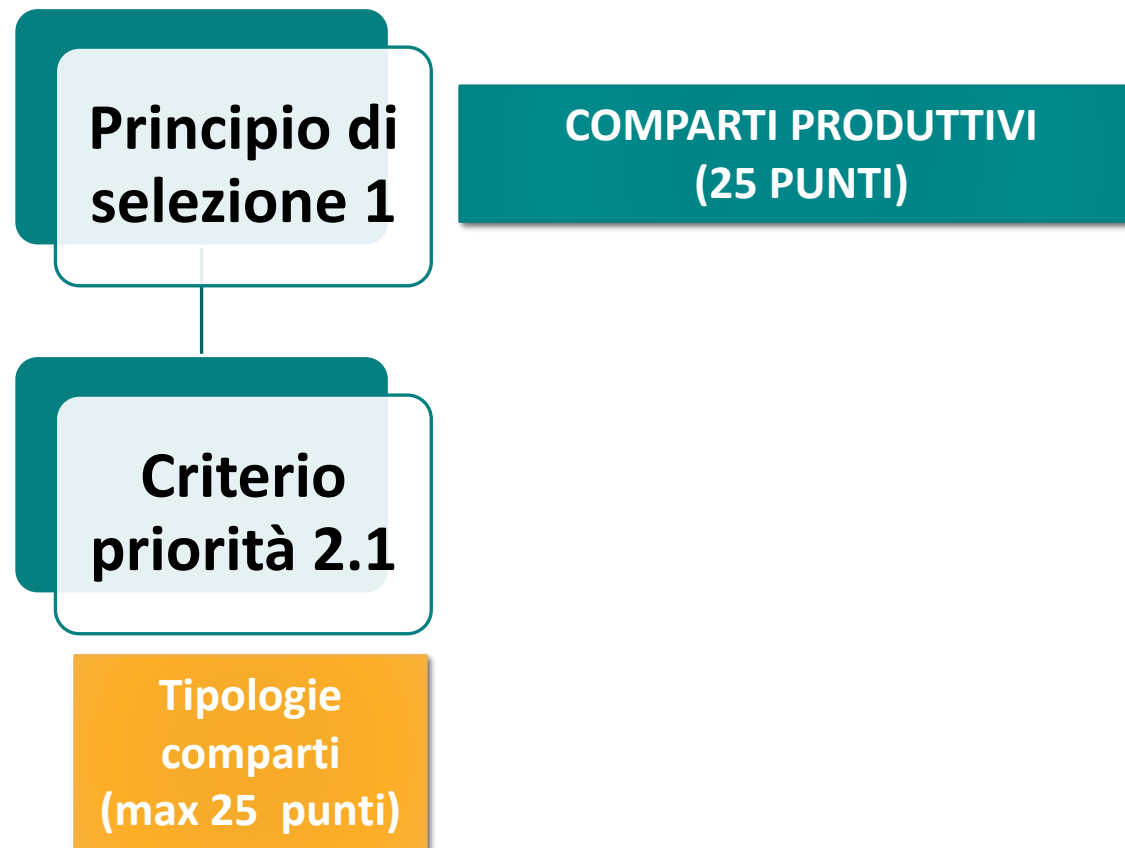 Principio di
selezione 1
COMPARTI PRODUTTIVI
(25 PUNTI)
Criterio
priorità 2.1
Tipologie
comparti
(max 25 punti)